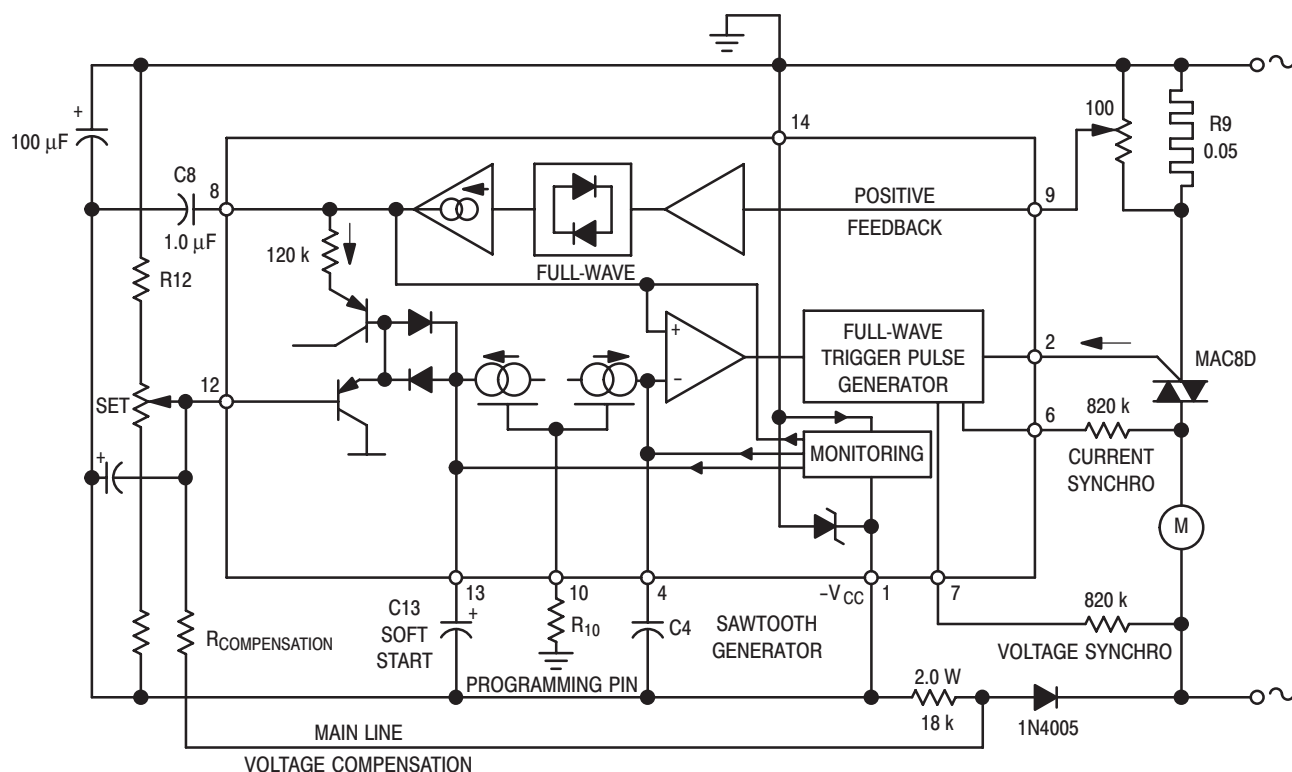 14
100
R9
0.05
+
100 µF
C8
8
1.0 µF
POSITIVE
FEEDBACK
9
120 k
FULL-WAVE
R12
+
−
FULL-WAVE
TRIGGER PULSE
GENERATOR
2
MAC8D
12
SET
6
820 k
CURRENT
SYNCHRO
MONITORING
+
M
13
10
4
–VCC
1
7
C13
SOFT
START
+
R10
C4
SAWTOOTH
GENERATOR
820 k
VOLTAGE SYNCHRO
RCOMPENSATION
PROGRAMMING PIN
2.0 W
18 k
1N4005
MAIN LINE
VOLTAGE COMPENSATION